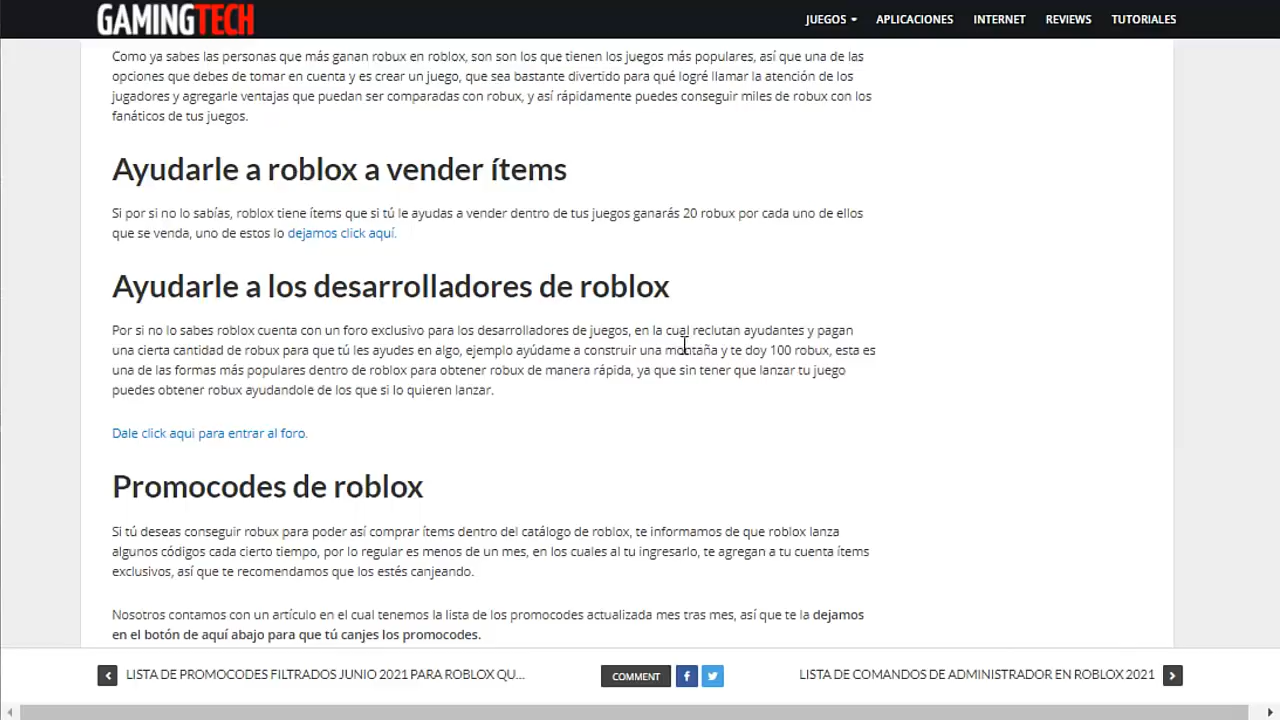 GAMINGTECH
JUEGOS
APLICACIONES
INTERNET
REVIEWS
TUTORIALES
Como ya sabes las personas que más ganan robux en roblox, son son los que tienen los juegos más populares, así que una de las
opciones que debes de tomar en cuenta y es crear un juego, que sea bastante divertido para qué logré llamar la atención de los
jugadores y agregarle ventajas que puedan ser comparadas con robux, y así rápidamente puedes conseguir miles de robux con los
fanáticos de tus juegos.
Ayudarle a roblox a vender ítems
Si por si no lo sabías, roblox tiene ítems que si tú le ayudas a vender dentro de tus juegos ganarás 20 robux por cada uno de ellos
que se venda, uno de estos lo dejamos click aquí.
Ayudarle a los desarrolladores de roblox
Por si no lo sabes roblox cuenta con un foro exclusivo para los desarrolladores de juegos, en la cual reclutan ayudantes y pagan
una cierta cantidad de robux para que tú les ayudes en algo, ejemplo ayúdame a construir una montaña y te doy 100 robux, esta es
una de las formas más populares dentro de roblox para obtener robux de manera rápida, ya que sin tener que lanzar tu juego
puedes obtener robux ayudandole de los que si lo quieren lanzar.
Dale click aqui para entrar al foro.
Promocodes de roblox
Si tú deseas conseguir robux para poder así comprar ítems dentro del catálogo de roblox, te informamos de que roblox lanza
algunos códigos cada cierto tiempo, por lo regular es menos de un mes, en los cuales al tu ingresarlo, te agregan a tu cuenta ítems
exclusivos, así que te recomendamos que los estés canjeando.
Nosotros contamos con un artículo en el cual tenemos la lista de los promocodes actualizada mes tras mes, así que te la dejamos
en el botón de aquí abajo para que tú canjes los promocodes.
LISTA DE PROMOCODES FILTRADOS JUNIO 2021 PARA ROBLOX QU...
COMMENT
LISTA DE COMANDOS DE ADMINISTRADOR EN ROBLOX 2021